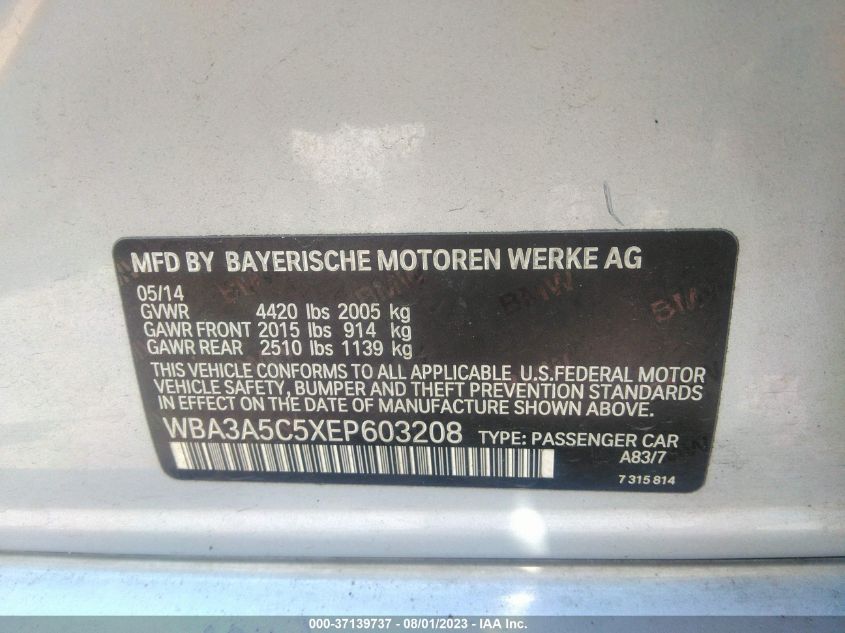 MFD BY BAYERISCHE MOTOREN WERKE AG
05/14
GVWR 4420 lbs 2005 kg
GAWR FRONT 2015 lbs 914 kg
GAWR REAR 2510 lbs 1139 kg
THIS VEHICLE CONFORMS TO ALL APPLICABLE U.S.FEDERAL MOTOR
VEHICLE SAFETY, BUMPER AND THEFT PREVENTION STANDARDS
IN EFFECT ON THE DATE OF MANUFACTURE SHOWN ABOVE.
WBA3A5C5XEP603208 TYPE: PASSENGER CAR
A83/7
7 315 814
BMW
BMW
000-37139737 - 08/01/2023 - IAA Inc.